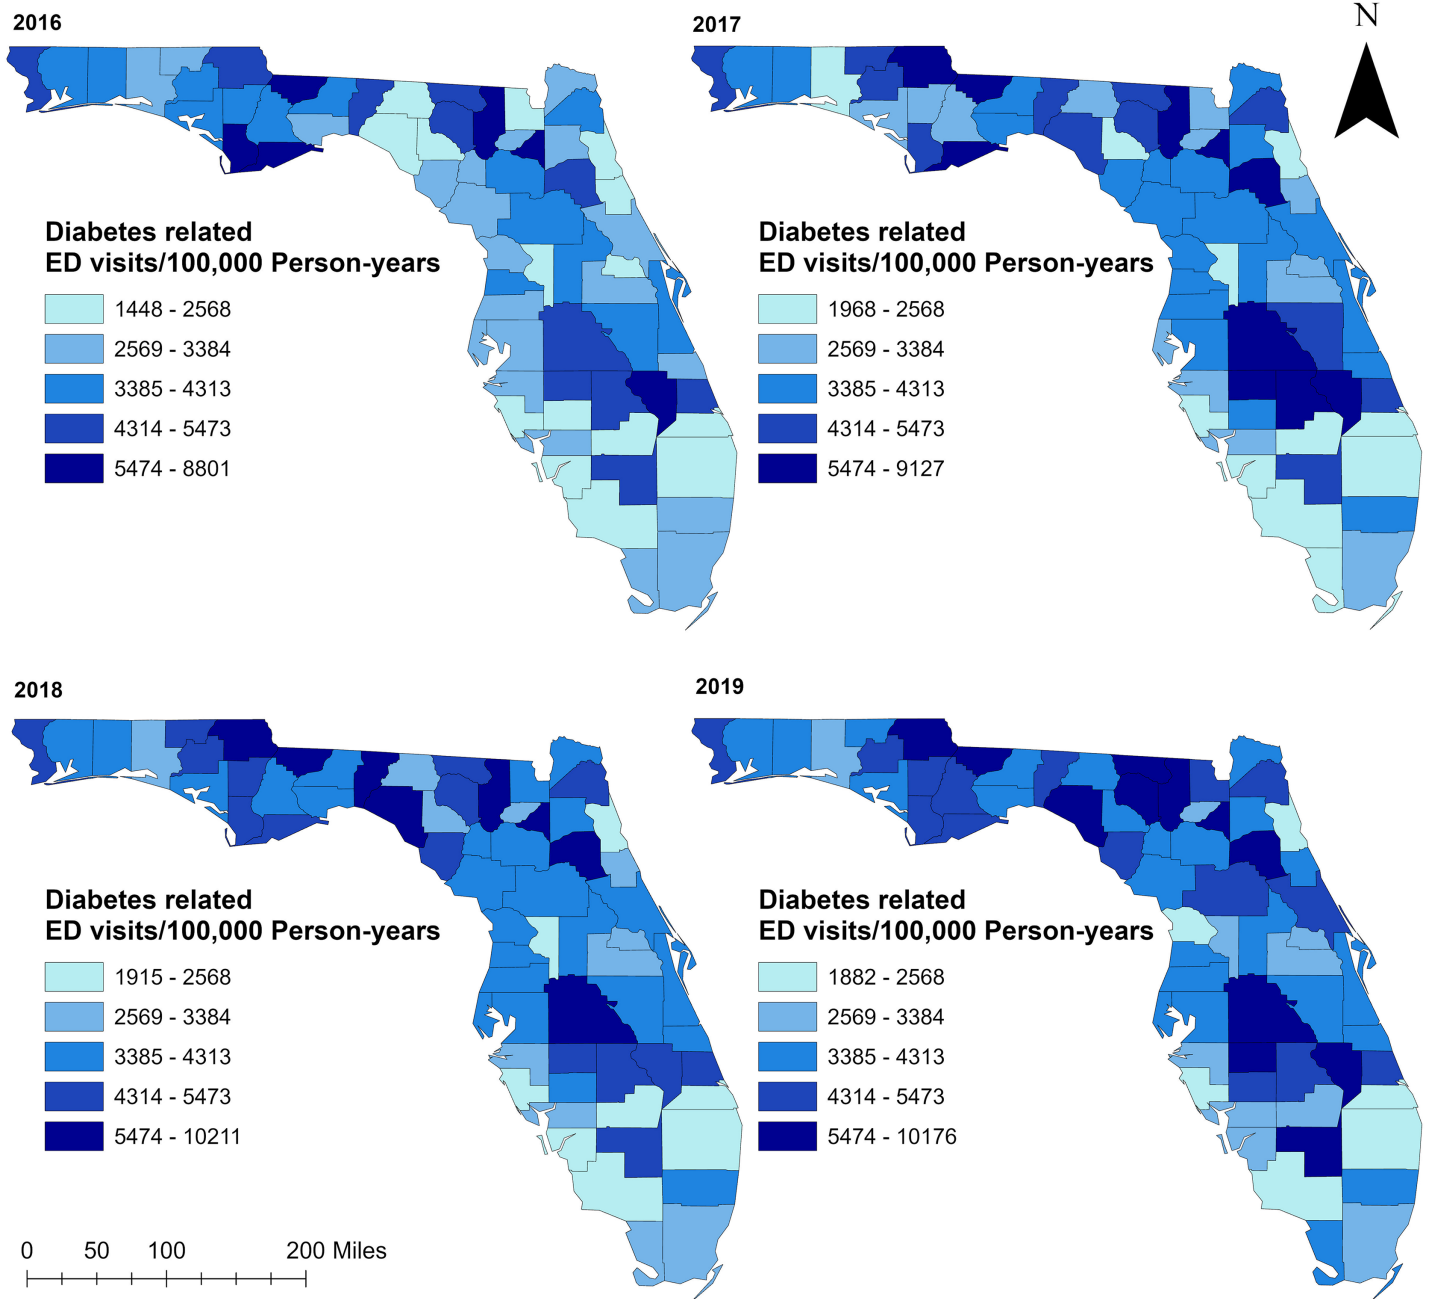 2016
Diabetes related
ED visits/100,000 Person-years
1448 - 2568
2569 - 3384
3385 - 4313
4314 - 5473
5474 - 8801
2017
N
Diabetes related
ED visits/100,000 Person-years
1968 - 2568
2569 - 3384
3385 - 4313
4314 - 5473
5474 - 9127
2018
Diabetes related
ED visits/100,000 Person-years
1915 - 2568
2569 - 3384
3385 - 4313
4314 - 5473
5474 - 10211
0 50 100 200 Miles
2019
Diabetes related
ED visits/100,000 Person-years
1882 - 2568
2569 - 3384
3385 - 4313
4314 - 5473
5474 - 10176